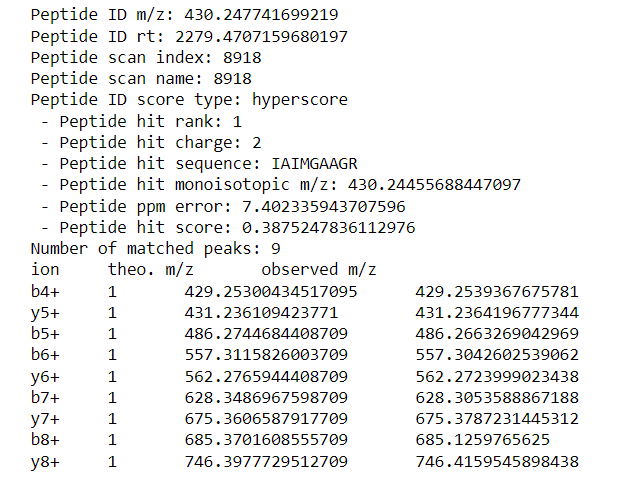 Peptide ID m/z: 430.247741699219
Peptide ID rt: 2279.4707159680197
Peptide scan index: 8918
Peptide scan name: 8918
Peptide ID score type: hyperscore
- Peptide hit rank: 1
- Peptide hit charge: 2
- Peptide hit sequence: IAIMGAAGR
- Peptide hit monoisotopic m/z: 430.24455688447097
- Peptide ppm error: 7.402335943707596
- Peptide hit score: 0.3875247836112976
Number of matched peaks: 9
ion theo. m/z observed m/z
b4+ 1 429.25300434517095 429.2539367675781
y5+ 1 431.236109423771 431.2364196777344
b5+ 1 486.2744684408709 486.2663269042969
b6+ 1 557.3115826003709 557.3042602539062
y6+ 1 562.2765944408709 562.2723999023438
b7+ 1 628.3486967598709 628.3053588867188
y7+ 1 675.3606587917709 675.3787231445312
b8+ 1 685.3701608555709 685.1259765625
y8+ 1 746.3977729512709 746.4159545898438